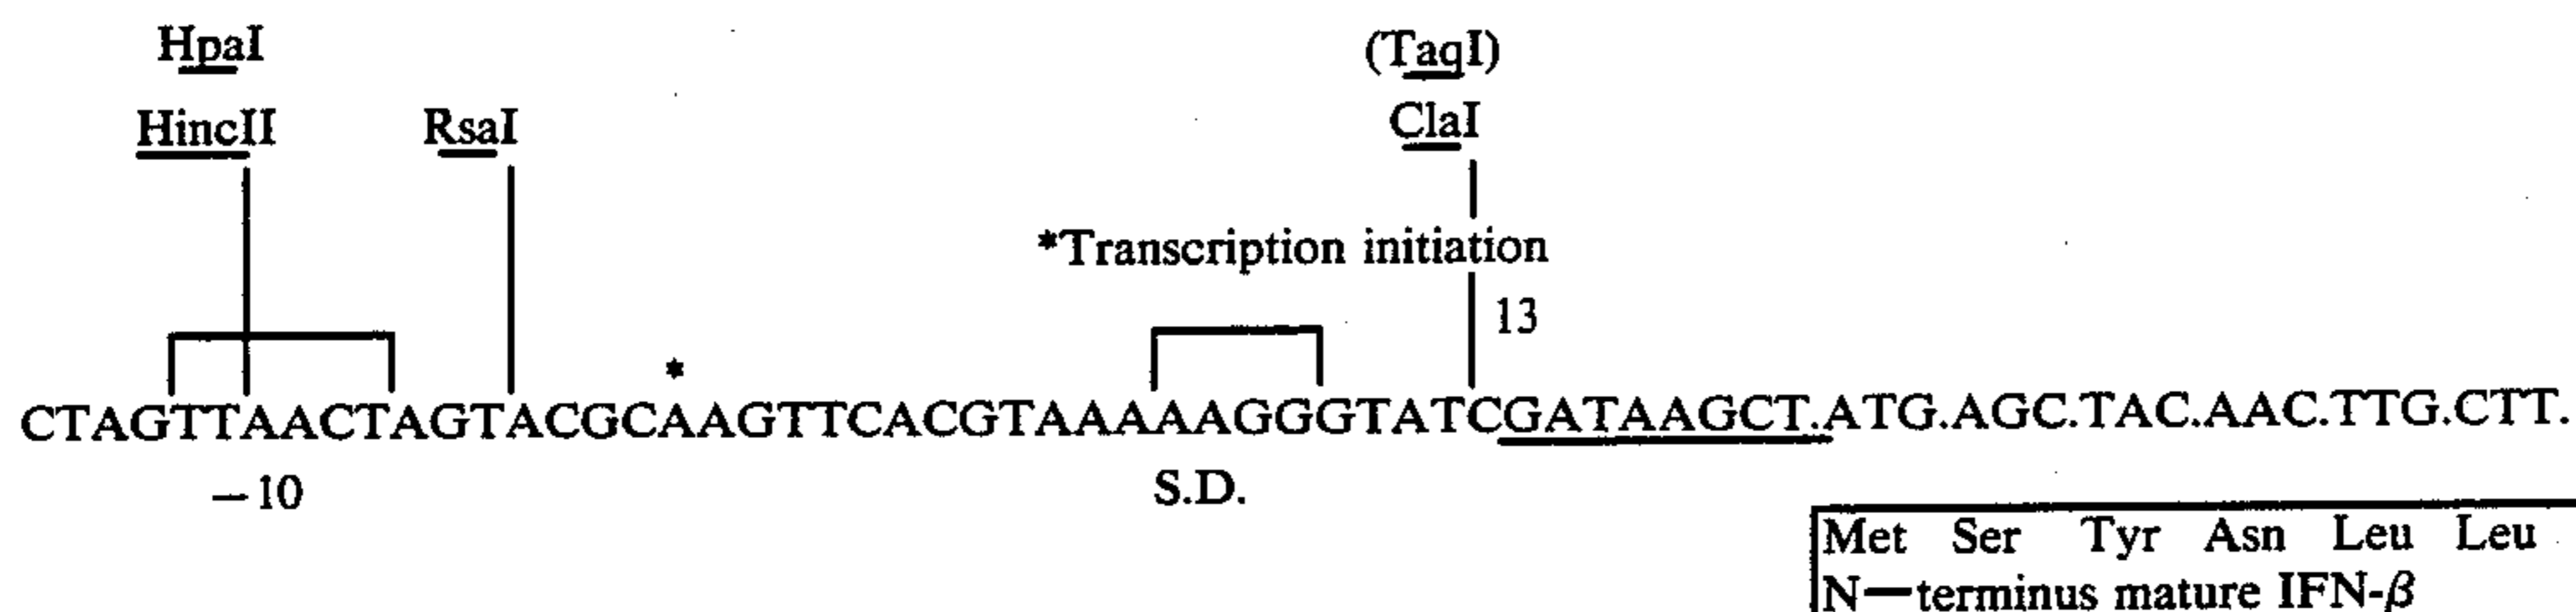 HpaI (TaqI)
HincII RsaI ClaI
*Transcription initiation
13
*
CTAGTTAACTAGTACGCAAGTTCACGTAAAAAGGGTATCGATAAGCT.ATG.AGC.TAC.AAC.TTG.CTT.
—10 S.D.
Met Ser Tyr Asn Leu Leu
N—terminus mature IFN-β